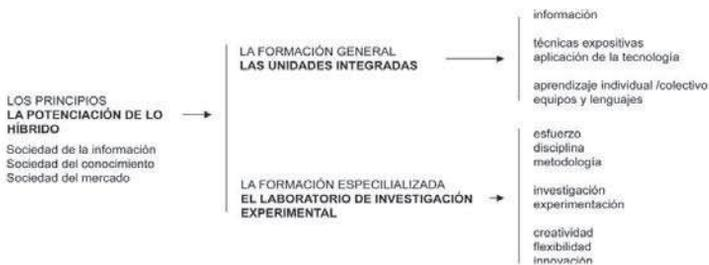 LOS PRINCIPIOS
LA POTENCIACIÓN DE LO
HÍBRIDO
Sociedad de la información
Sociedad del conocimiento
Sociedad del mercado
LA FORMACIÓN GENERAL
LAS UNIDADES INTEGRADAS
información
técnicas expositivas
aplicación de la tecnología
aprendizaje individual /colectivo
equipos y lenguajes
LA FORMACIÓN ESPECILIALIZADA
EL LABORATORIO DE INVESTIGACIÓN
EXPERIMENTAL
esfuerzo
disciplina
metodología
investigación
experimentación
creatividad
flexibilidad
innovación